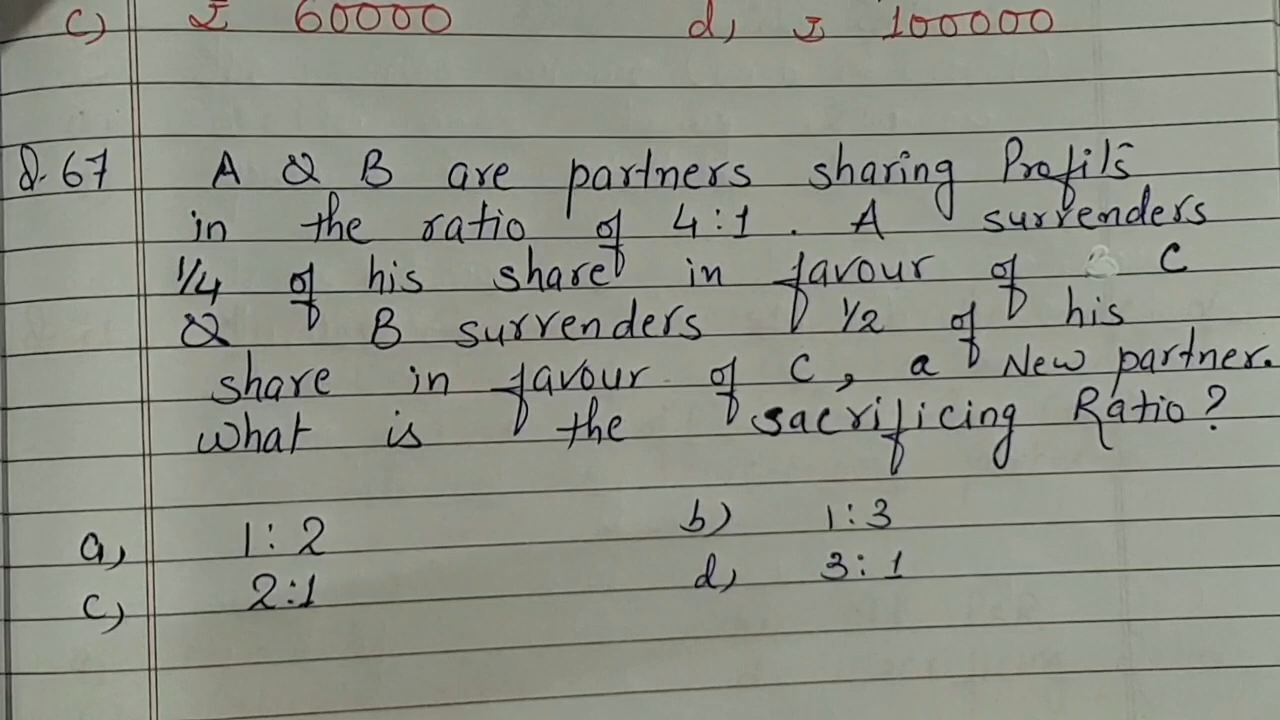 c) ₹ 60000 d) ₹ 100000
Q.67 A & B are partners sharing Profits
in the ratio of 4:1. A surrenders
1/4 of his share in favour of C
& B surrenders 1/2 of his
share in favour of C, a New partner.
What is the sacrificing Ratio?
a) 1:2 b) 1:3
c) 2:1 d) 3:1